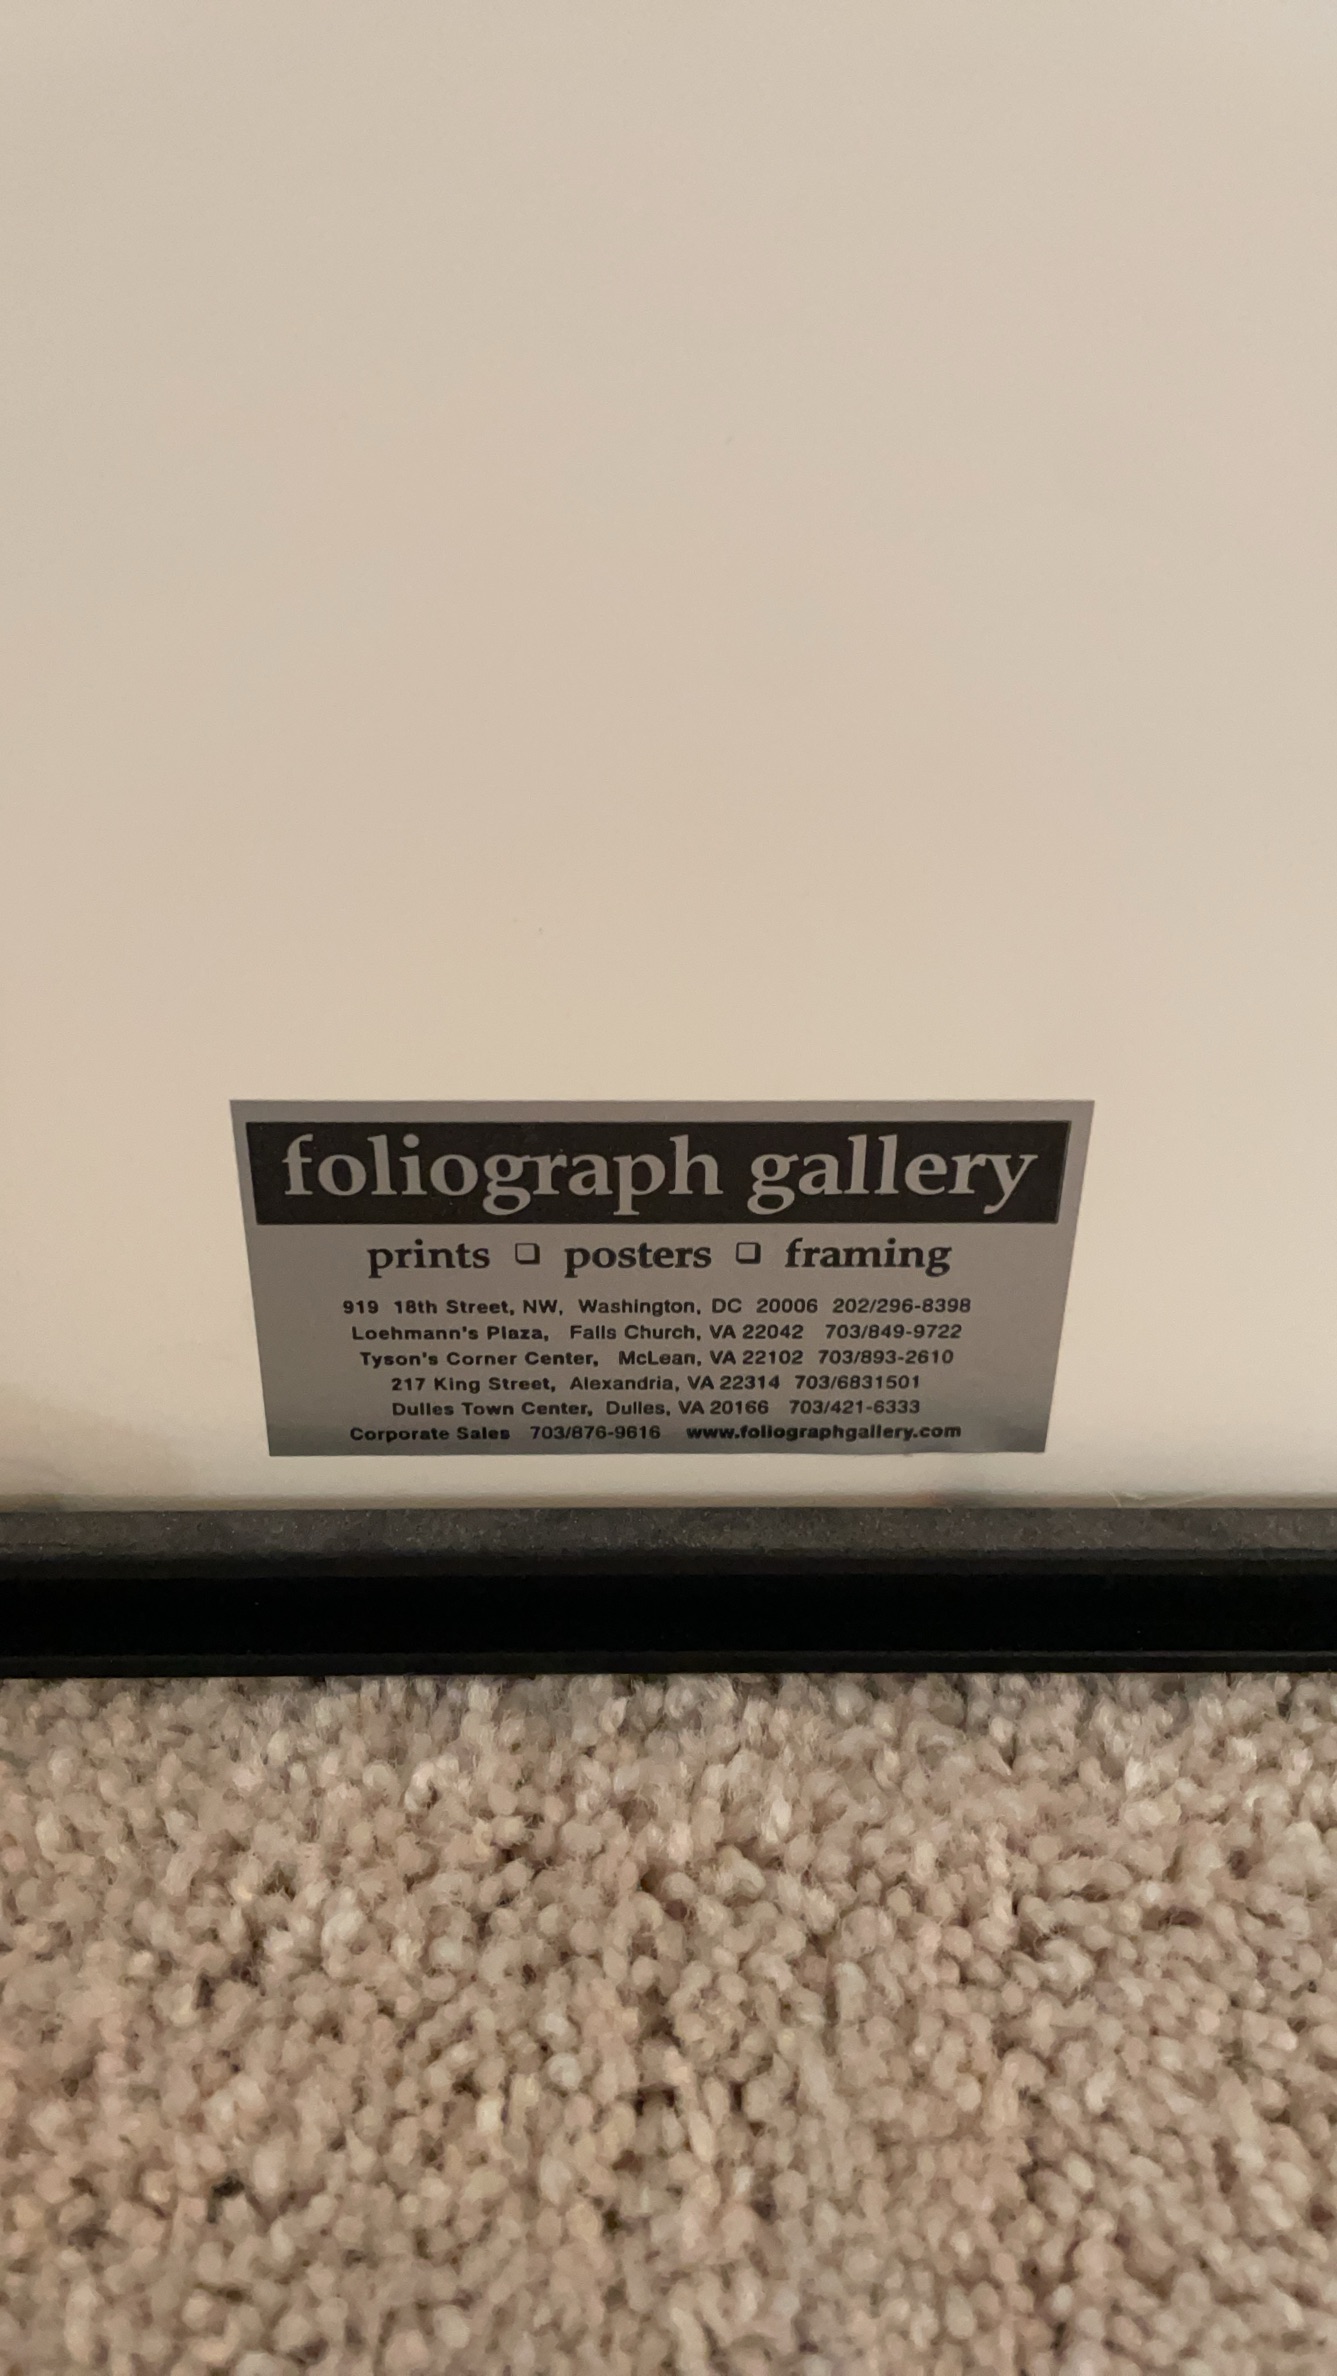 foliograph gallery
prints ❏ posters ❏ framing
919 18th Street, NW, Washington, DC 20006 202/296-8398
Loehmann's Plaza, Falls Church, VA 22042 703/849-9722
Tyson's Corner Center, McLean, VA 22102 703/893-2610
217 King Street, Alexandria, VA 22314 703/6831501
Dulles Town Center, Dulles, VA 20166 703/421-6333
Corporate Sales 703/876-9616 www.foliographgallery.com